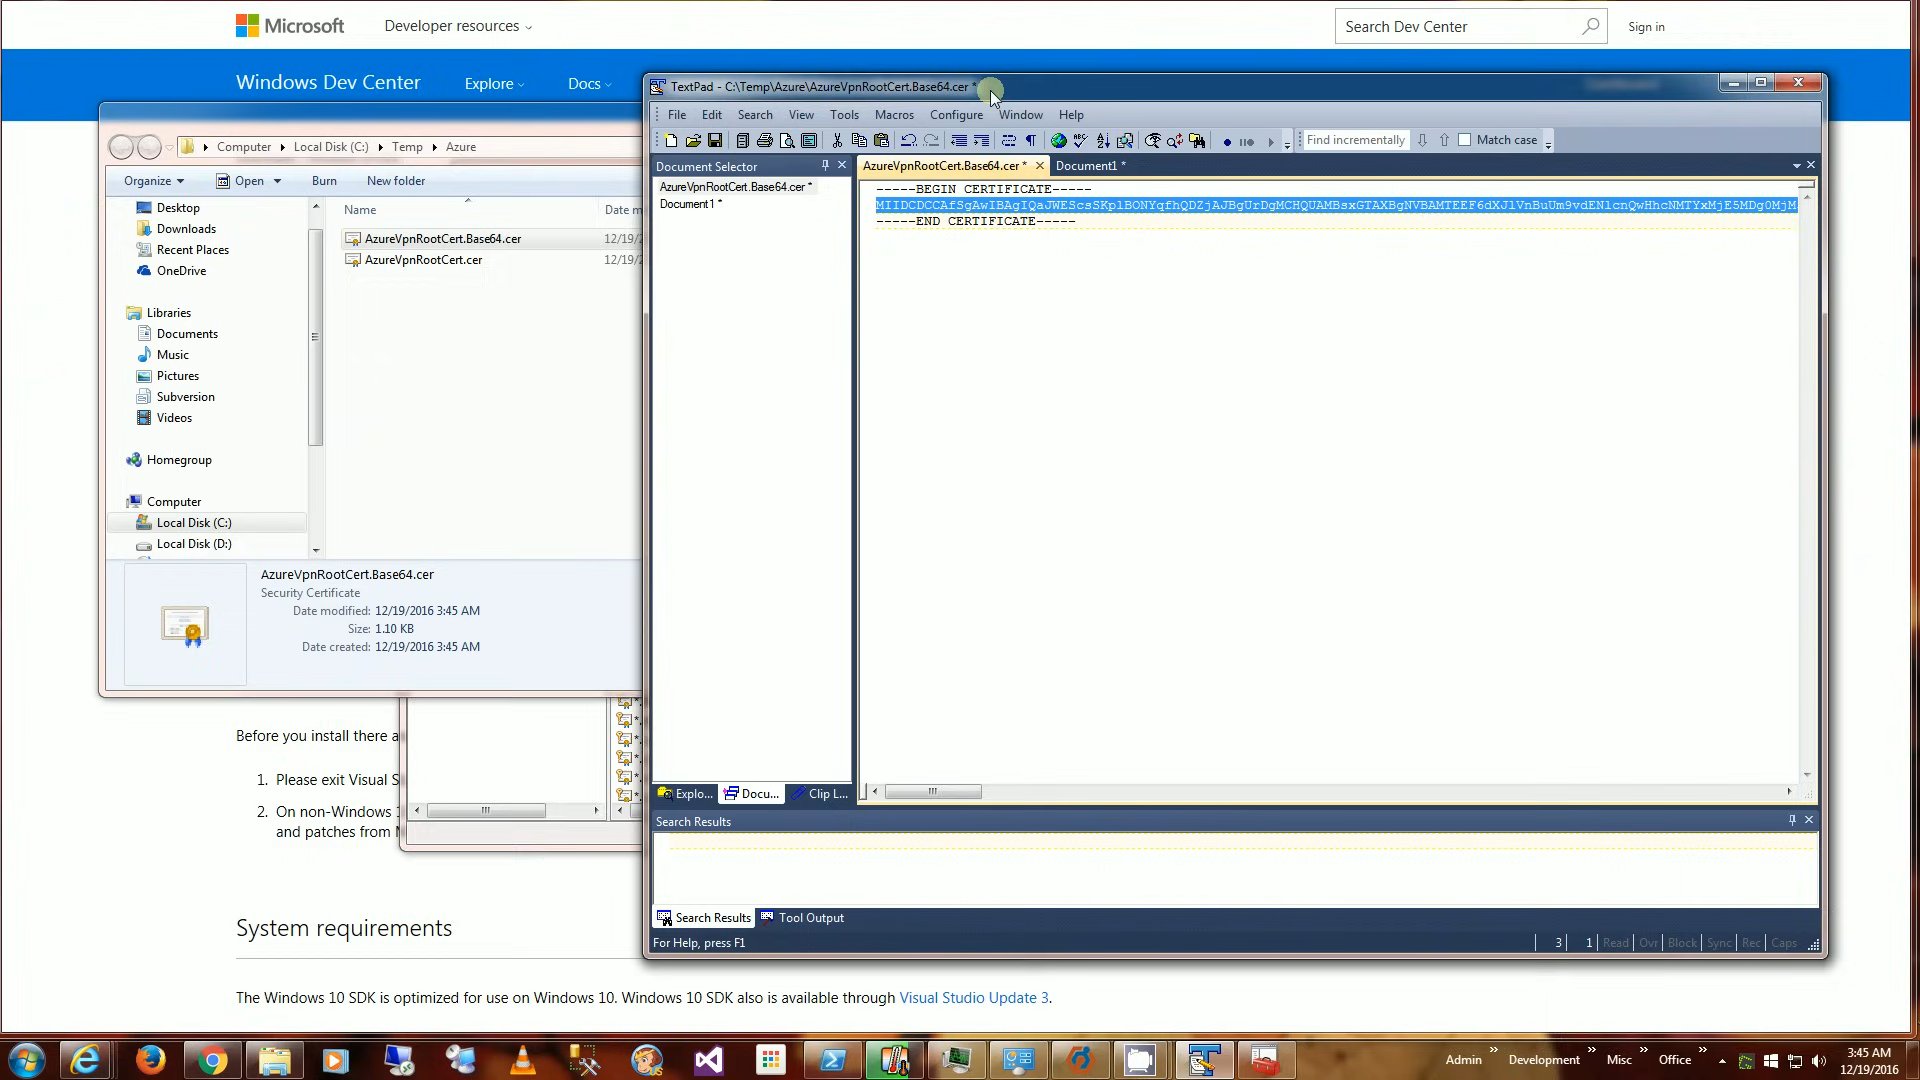 Microsoft
Developer resources
Search Dev Center
Sign in
Windows Dev Center
Explore
Docs
TextPad - C:\Temp\Azure\AzureVpnRootCert.Base64.cer *
File Edit Search View Tools Macros Configure Window Help
Find incrementally
Match case
Computer Local Disk (C:) Temp Azure
Organize Open Burn New folder
Desktop
Downloads
Recent Places
OneDrive
Libraries
Documents
Music
Pictures
Subversion
Videos
Homegroup
Computer
Local Disk (C:)
Local Disk (D:)
Name Date m
AzureVpnRootCert.Base64.cer 12/19/
AzureVpnRootCert.cer 12/19/
AzureVpnRootCert.Base64.cer
Security Certificate
Date modified: 12/19/2016 3:45 AM
Size: 1.10 KB
Date created: 12/19/2016 3:45 AM
Document Selector
AzureVpnRootCert.Base64.cer *
Document1 *
AzureVpnRootCert.Base64.cer *
Document1 *
-----BEGIN CERTIFICATE-----
-----END CERTIFICATE-----
Explo...
Docu...
Clip L...
Search Results
Search Results
Tool Output
For Help, press F1
3 1 Read Ovr Block Sync Rec Caps
Before you install there a
1. Please exit Visual S
2. On non-Windows
and patches from
System requirements
The Windows 10 SDK is optimized for use on Windows 10. Windows 10 SDK also is available through Visual Studio Update 3.
Admin
Development
Misc
Office
3:45 AM
12/19/2016